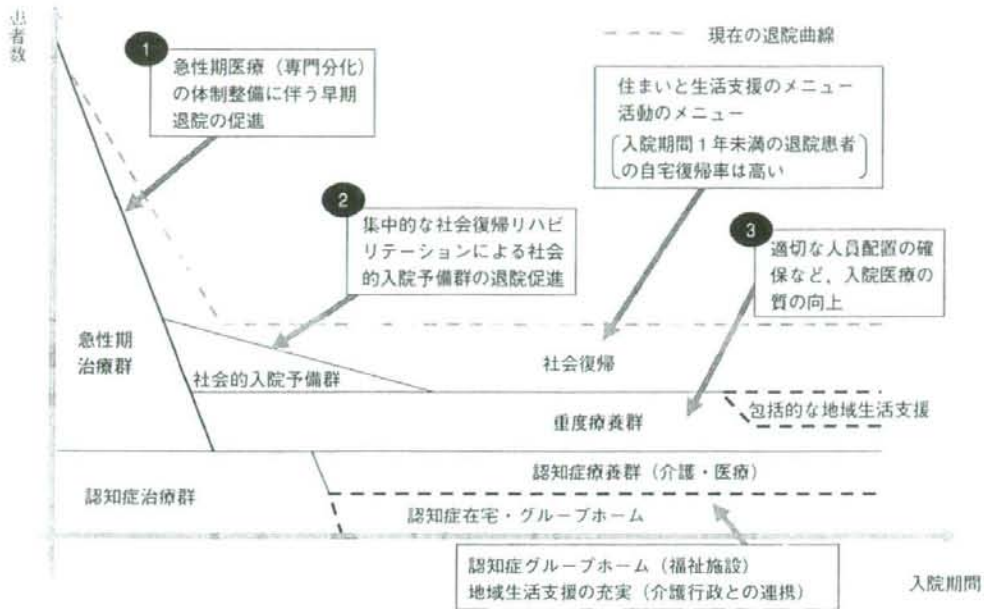 患者数
現在の退院曲線
1
急性期医療（専門分化）
の体制整備に伴う早期
退院の促進
住まいと生活支援のメニュー
活動のメニュー
入院期間1年未満の退院患者
の自宅復帰率は高い
2
集中的な社会復帰リハビ
リテーションによる社会
的入院予備群の退院促進
3
適切な人員配置の確
保など，入院医療の
質の向上
急性期
治療群
社会的入院予備群
社会復帰
重度療養群
包括的な地域生活支援
認知症治療群
認知症療養群（介護・医療）
認知症在宅・グループホーム
認知症グループホーム（福祉施設）
地域生活支援の充実（介護行政との連携）
入院期間